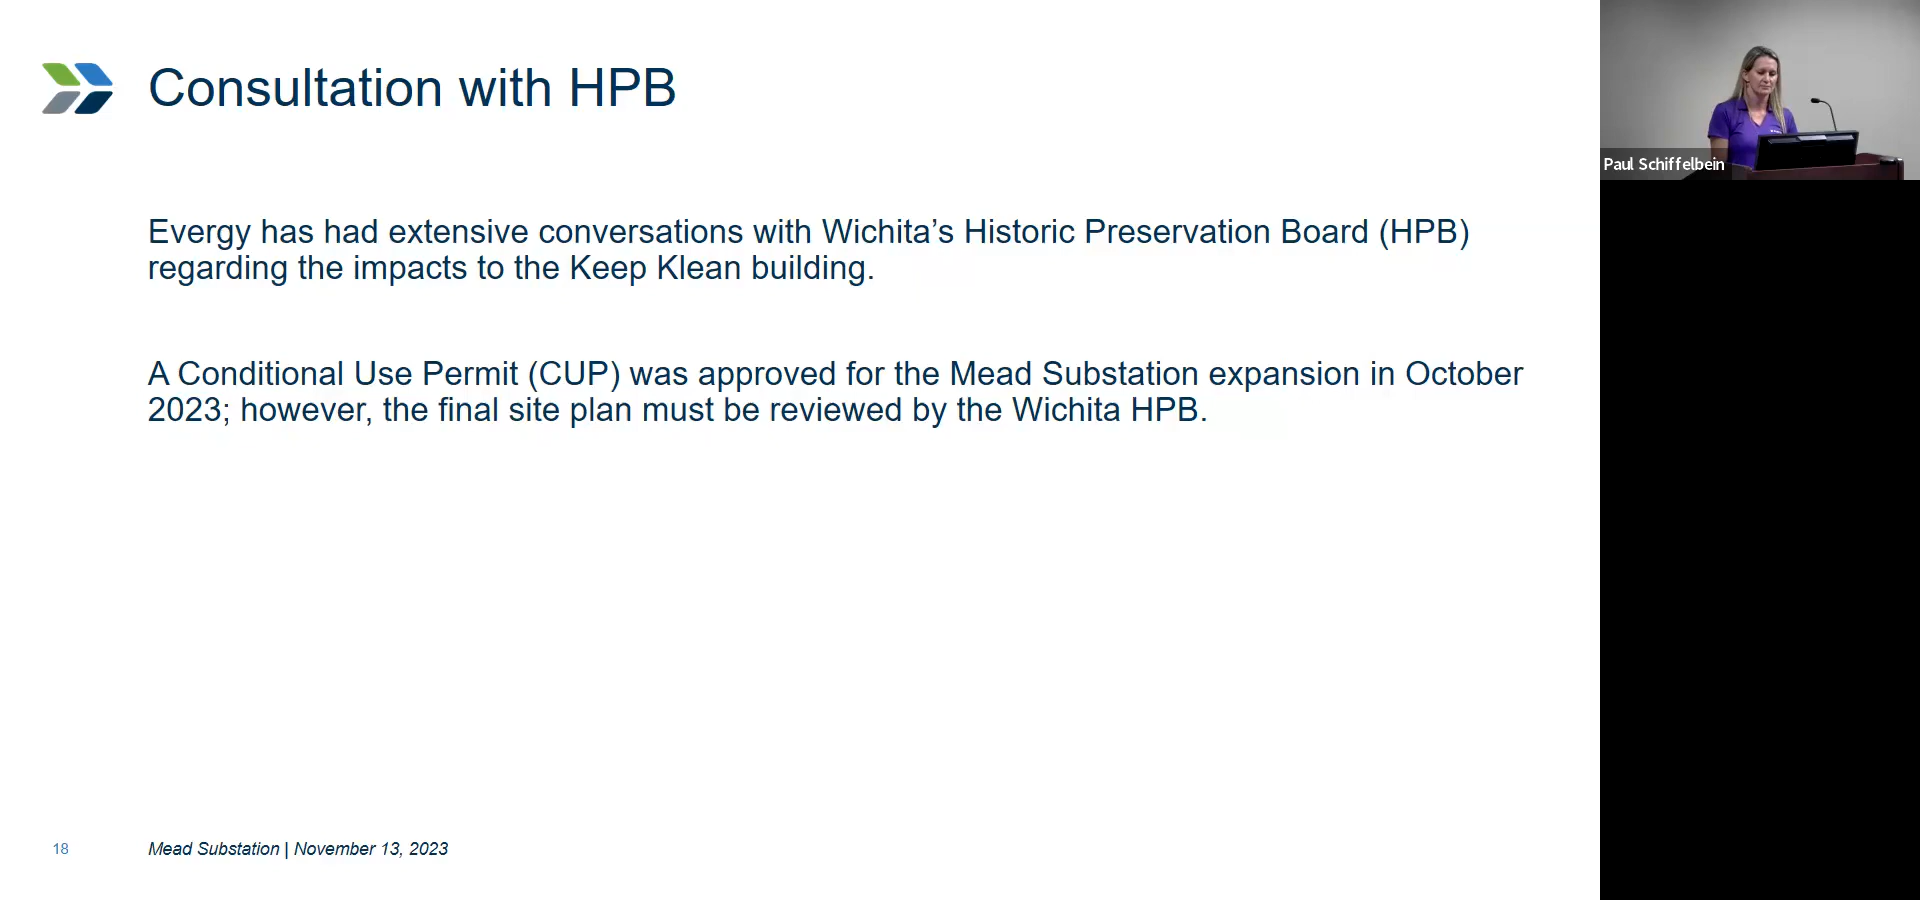 Consultation with HPB
Evergy has had extensive conversations with Wichita’s Historic Preservation Board (HPB)
regarding the impacts to the Keep Klean building.
A Conditional Use Permit (CUP) was approved for the Mead Substation expansion in October
2023; however, the final site plan must be reviewed by the Wichita HPB.
18
Mead Substation | November 13, 2023
Paul Schiffelbein